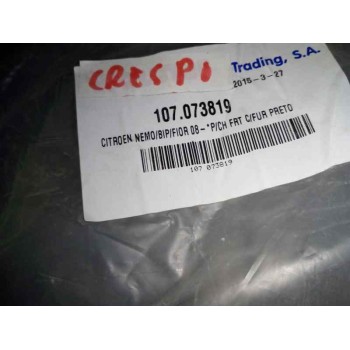 CRESPI
Trading, S.A.
2015-3-27
107.073819
CITROEN NEMO/BIP/FIOR 08-*P/CH FRT C/FUR PRETO
107 073819